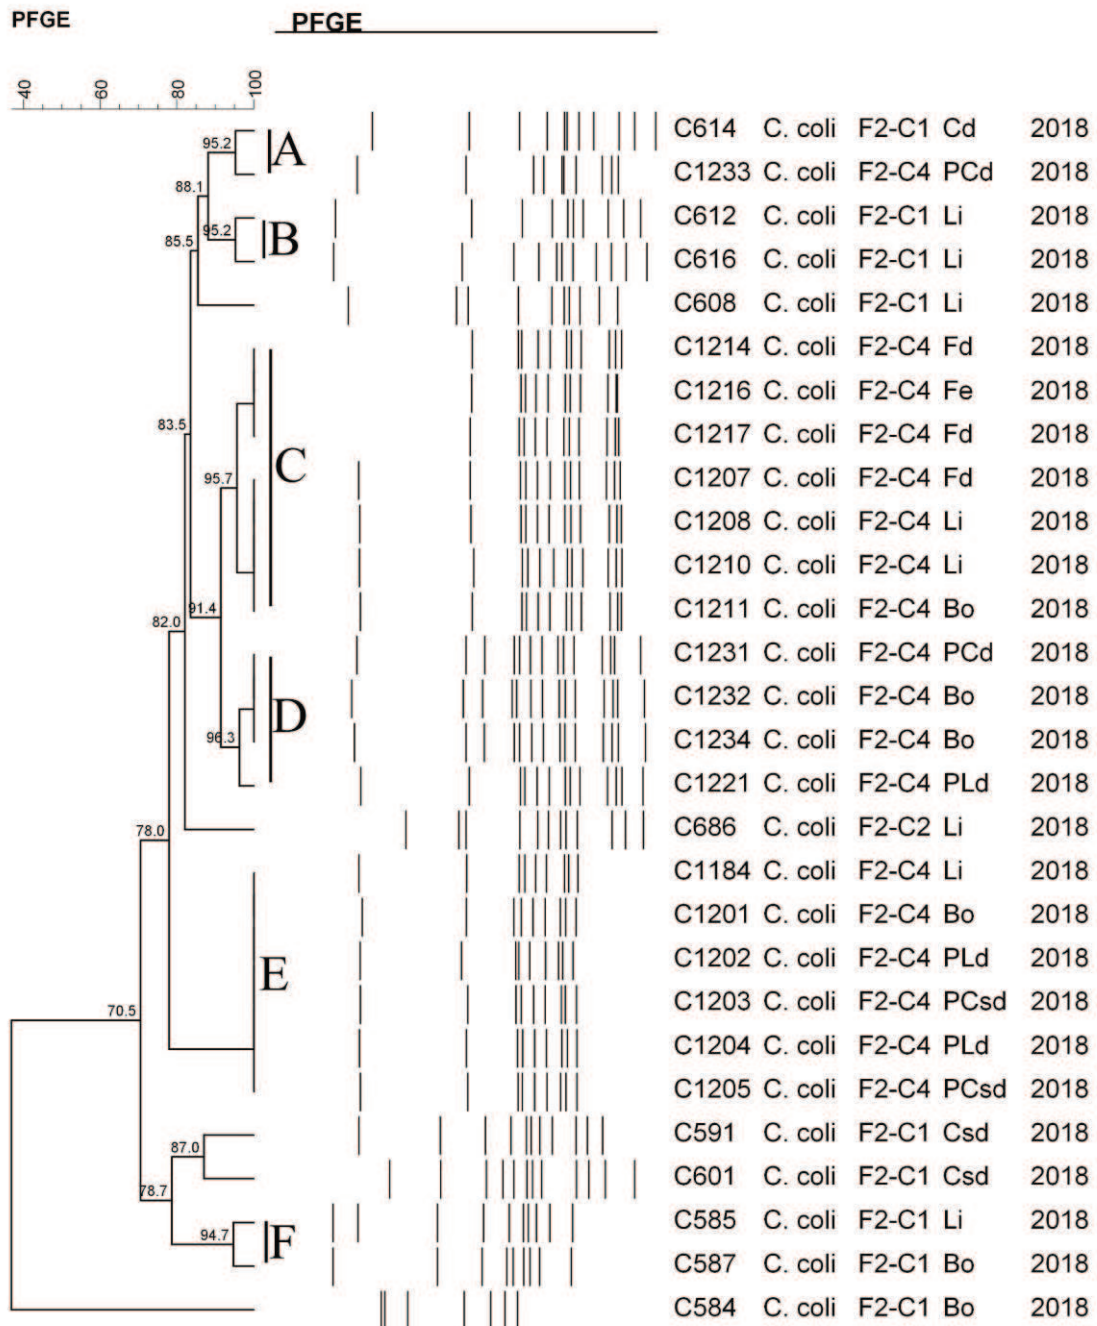 PFGE PFGE
40 60 80 100
C614 C. coli F2-C1 Cd 2018
95.2 A
C1233 C. coli F2-C4 PCd 2018
88.1
C612 C. coli F2-C1 Li 2018
95.2 B
85.5
C616 C. coli F2-C1 Li 2018
C608 C. coli F2-C1 Li 2018
C1214 C. coli F2-C4 Fd 2018
C1216 C. coli F2-C4 Fe 2018
83.5
C1217 C. coli F2-C4 Fd 2018
C
95.7
C1207 C. coli F2-C4 Fd 2018
C1208 C. coli F2-C4 Li 2018
C1210 C. coli F2-C4 Li 2018
91.4
C1211 C. coli F2-C4 Bo 2018
82.0
C1231 C. coli F2-C4 PCd 2018
C1232 C. coli F2-C4 Bo 2018
D
96.3
C1234 C. coli F2-C4 Bo 2018
C1221 C. coli F2-C4 PLd 2018
78.0
C686 C. coli F2-C2 Li 2018
C1184 C. coli F2-C4 Li 2018
C1201 C. coli F2-C4 Bo 2018
C1202 C. coli F2-C4 PLd 2018
E
70.5
C1203 C. coli F2-C4 PCsd 2018
C1204 C. coli F2-C4 PLd 2018
C1205 C. coli F2-C4 PCsd 2018
C591 C. coli F2-C1 Csd 2018
87.0
C601 C. coli F2-C1 Csd 2018
78.7
C585 C. coli F2-C1 Li 2018
94.7 F
C587 C. coli F2-C1 Bo 2018
C584 C. coli F2-C1 Bo 2018